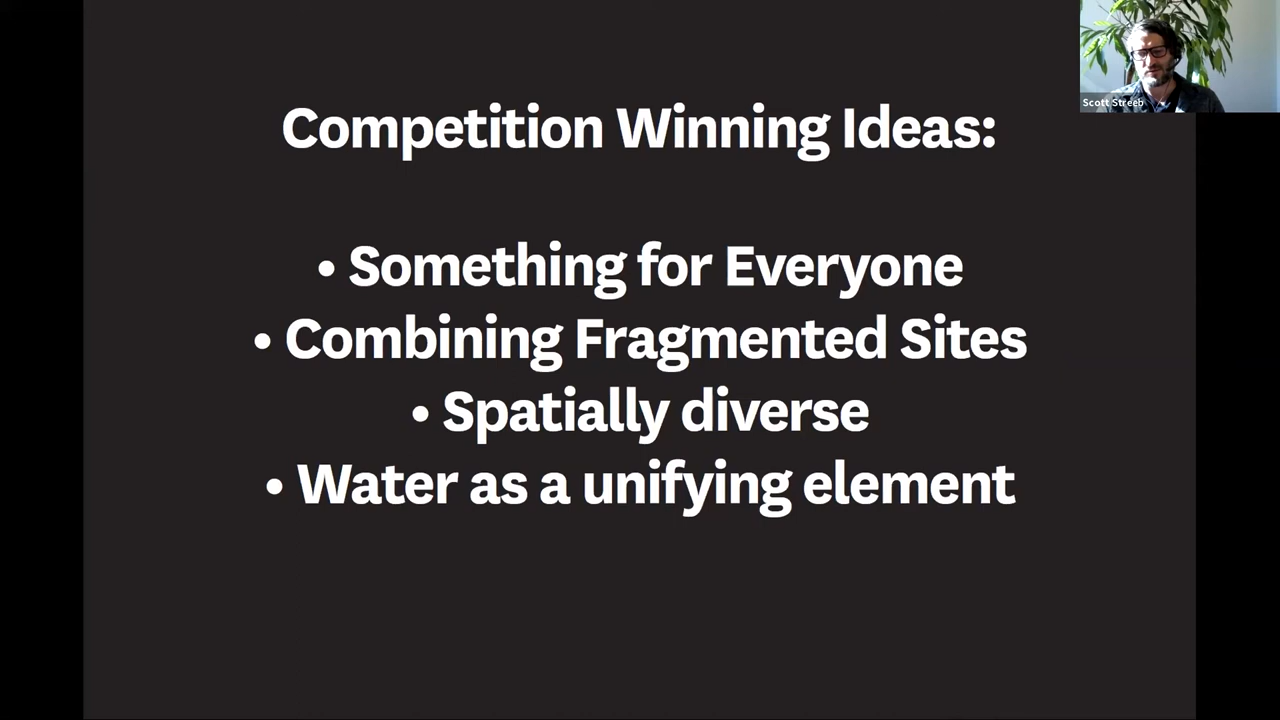 Competition Winning Ideas:
• Something for Everyone
• Combining Fragmented Sites
• Spatially diverse
• Water as a unifying element
Scott Streeb